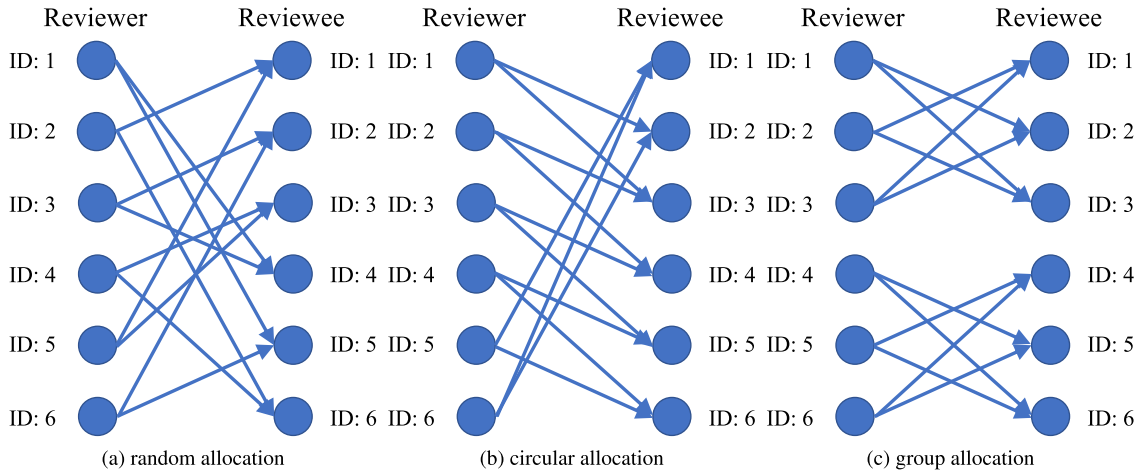 Reviewer Reviewee Reviewer Reviewee Reviewer Reviewee
ID: 1 ID: 1 ID: 1 ID: 1 ID: 1 ID: 1
ID: 2 ID: 2 ID: 2 ID: 2 ID: 2 ID: 2
ID: 3 ID: 3 ID: 3 ID: 3 ID: 3 ID: 3
ID: 4 ID: 4 ID: 4 ID: 4 ID: 4 ID: 4
ID: 5 ID: 5 ID: 5 ID: 5 ID: 5 ID: 5
ID: 6 ID: 6 ID: 6 ID: 6 ID: 6 ID: 6
(a) random allocation (b) circular allocation (c) group allocation